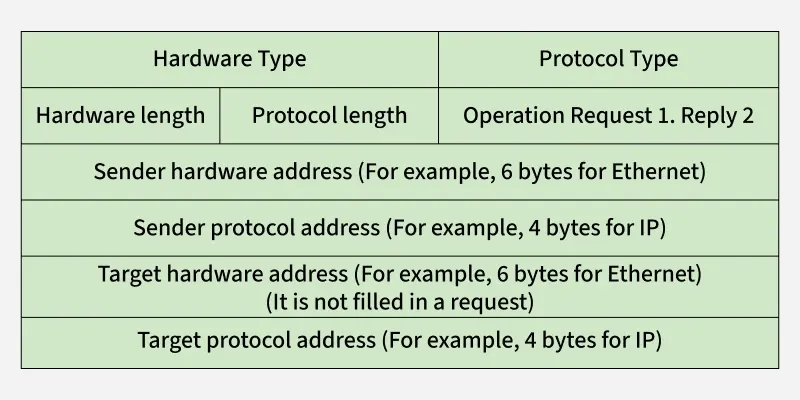 Hardware Type
Protocol Type
Hardware length
Protocol length
Operation Request 1. Reply 2
Sender hardware address (For example, 6 bytes for Ethernet)
Sender protocol address (For example, 4 bytes for IP)
Target hardware address (For example, 6 bytes for Ethernet)
(It is not filled in a request)
Target protocol address (For example, 4 bytes for IP)